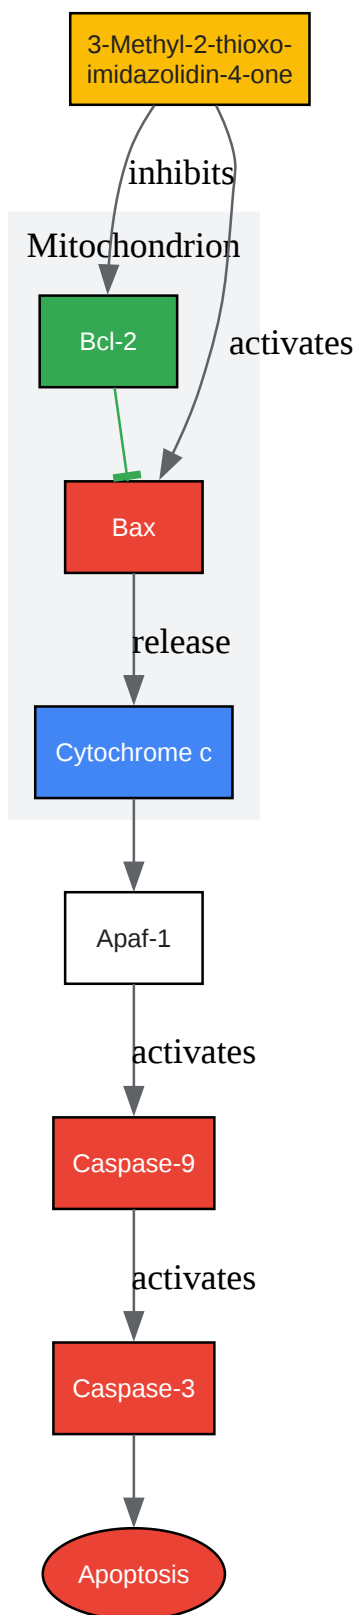 3-Methyl-2-thioxo-
imidazolidin-4-one
inhibits
Mitochondrion
Bcl-2
activates
Bax
release
Cytochrome c
Apaf-1
activates
Caspase-9
activates
Caspase-3
Apoptosis